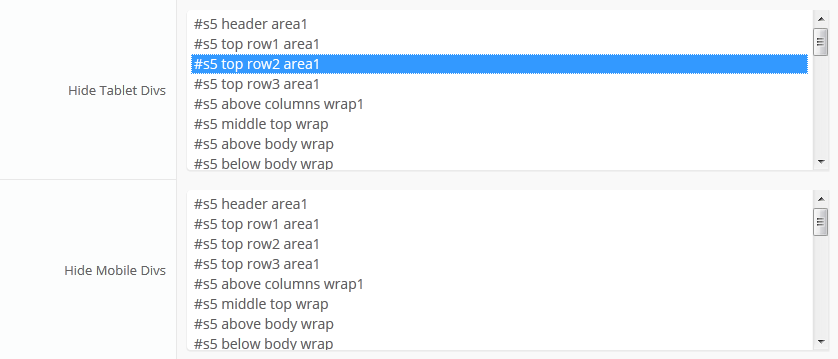 Hide Tablet Divs
#s5 header area1
#s5 top row1 area1
#s5 top row2 area1
#s5 top row3 area1
#s5 above columns wrap1
#s5 middle top wrap
#s5 above body wrap
#s5 below body wrap
Hide Mobile Divs
#s5 header area1
#s5 top row1 area1
#s5 top row2 area1
#s5 top row3 area1
#s5 above columns wrap1
#s5 middle top wrap
#s5 above body wrap
#s5 below body wrap